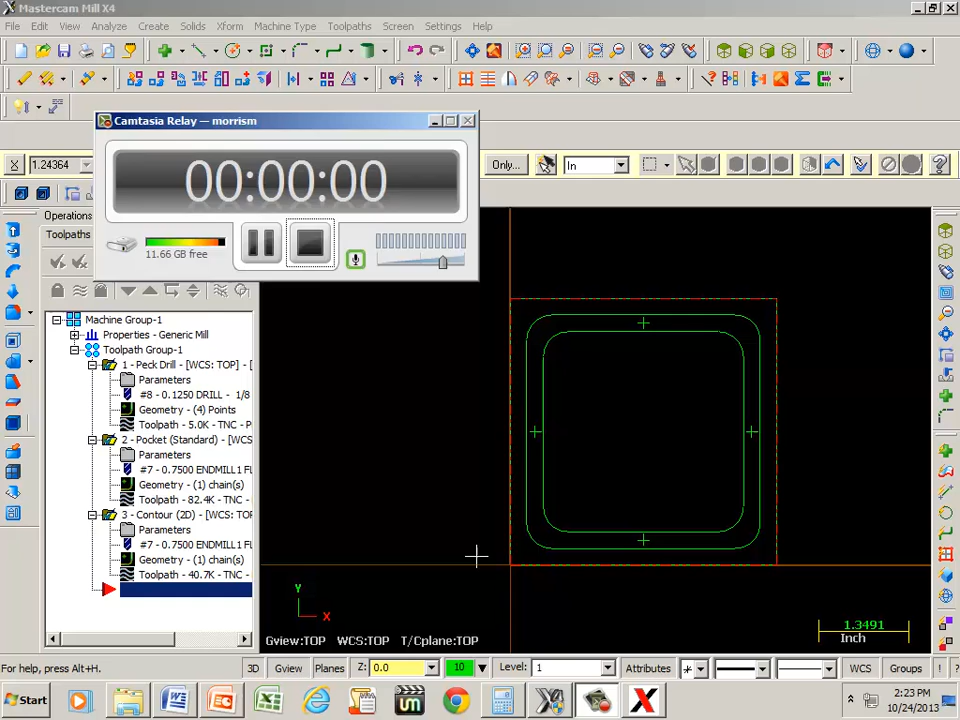 Mastercam Mill X4
File Edit View Analyze Create Solids Xform Machine Type Toolpaths Screen Settings Help
Camtasia Relay — morrism
00:00:00
11.66 GB free
1.24364
Only...
In
Operations
Toolpaths
Machine Group-1
Properties - Generic Mill
Toolpath Group-1
1 - Peck Drill - [WCS: TOP] - [
Parameters
#8 - 0.1250 DRILL - 1/8
Geometry - (4) Points
Toolpath - 5.0K - TNC - P
2 - Pocket (Standard) - [WCS
Parameters
#7 - 0.7500 ENDMILL1 FL
Geometry - (1) chain(s)
Toolpath - 82.4K - TNC -
3 - Contour (2D) - [WCS: TOP
Parameters
#7 - 0.7500 ENDMILL1 FL
Geometry - (1) chain(s)
Toolpath - 40.7K - TNC -
Y
X
Gview:TOP WCS:TOP T/Cplane:TOP
1.3491
Inch
For help, press Alt+H.
3D Gview Planes Z: 0.0 10 Level: 1 Attributes WCS Groups ! ?
Start
2:23 PM
10/24/2013